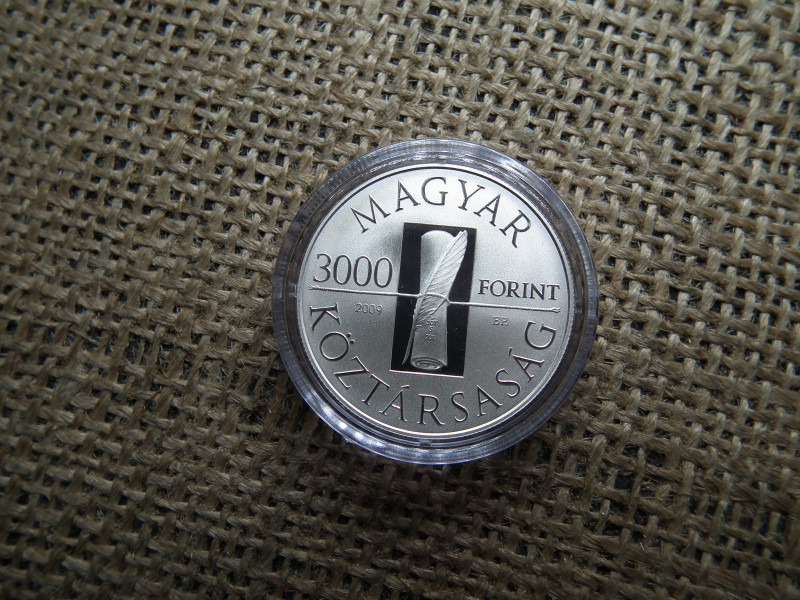 MAGYAR
3000 FORINT
2009 BP.
KÖZTÁRSASÁG